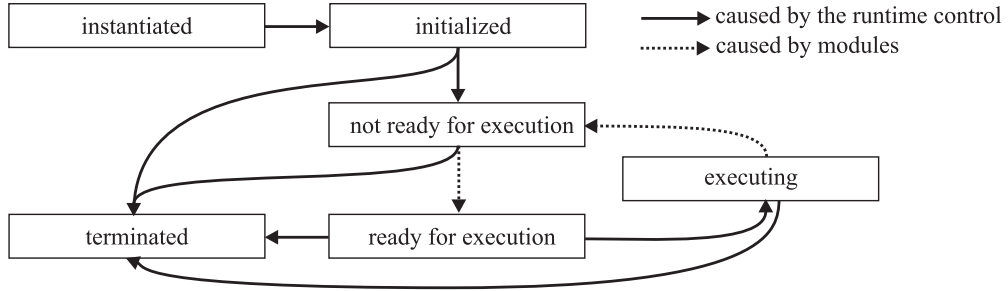 instantiated
initialized
caused by the runtime control
caused by modules
not ready for execution
executing
terminated
ready for execution